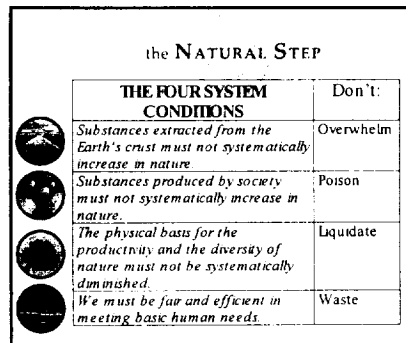 the NATURAL STEP
THE FOUR SYSTEM CONDITIONS Don't:
Substances extracted from the Overwhelm
Earth's crust must not systematically
increase in nature.
Substances produced by society Poison
must not systematically increase in
nature.
The physical basis for the Liquidate
productivity and the diversity of
nature must not be systematically
diminished.
We must be fair and efficient in Waste
meeting basic human needs.